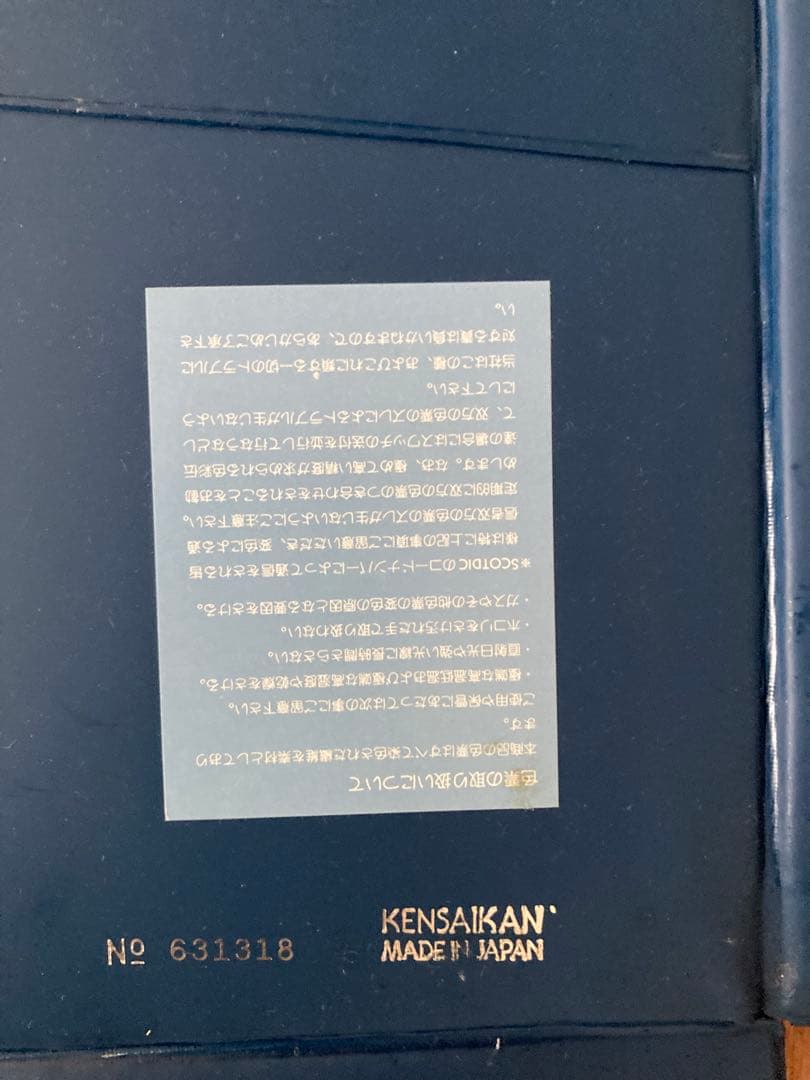 色票の取り扱いについて
本商品の色票はすべて染色された繊維を素材としており
ます。
ご使用や保管にあたっては次の事にご留意下さい。
・極端な高温低温および極端な高湿度や乾燥をさける。
・直射日光や強い光線に長時間さらさない。
・ホコリをさけ汚れた手で取り扱わない。
・ガスやその他色票の変色の原因となる要因をさける。
※SCOTDICのコードナンバーによって通信をされる皆
様は特に上記の事項にご留意いただき、変色による通
信者双方の色票のズレが生じないようにご注意下さい。
定期的に双方の色票のつき合わせをされることをお勧
めします。なお、極めて高い精度が求められる色彩伝
達の場合にはスワッチの送付を並行して行なうなどし
て、双方の色票のズレによるトラブルが生じないよう
にして下さい。
当社はこの種、およびこれに類する一切のトラブルに
対する責は負いかねますので、あらかじめご了承下さ
い。
KENSAIKAN
MADE IN JAPAN
№ 631318